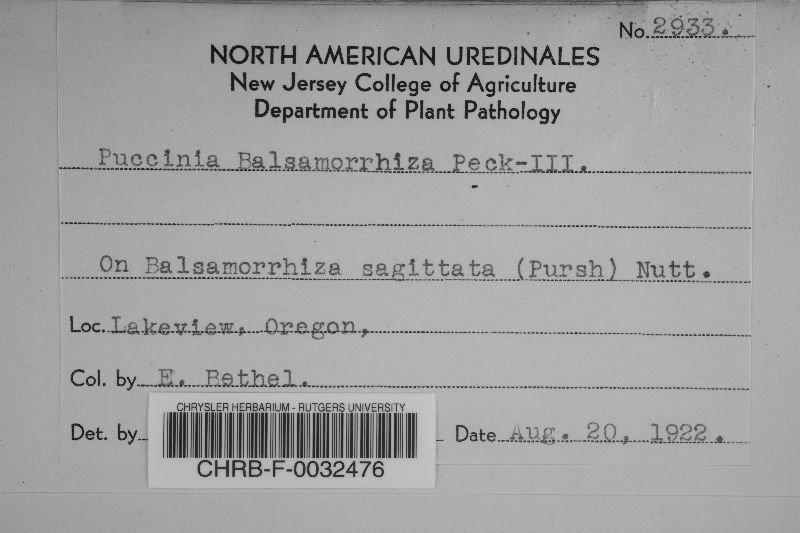 No. 2933.
NORTH AMERICAN UREDINALES
New Jersey College of Agriculture
Department of Plant Pathology
Puccinia Balsamorrhiza Peck-III.
On Balsamorrhiza sagittata (Pursh) Nutt.
Loc. Lakeview, Oregon,
Col. by E. Bethel.
CHRYSLER HERBARIUM - RUTGERS UNIVERSITY
Det. by Date Aug. 20, 1922.
CHRB-F-0032476